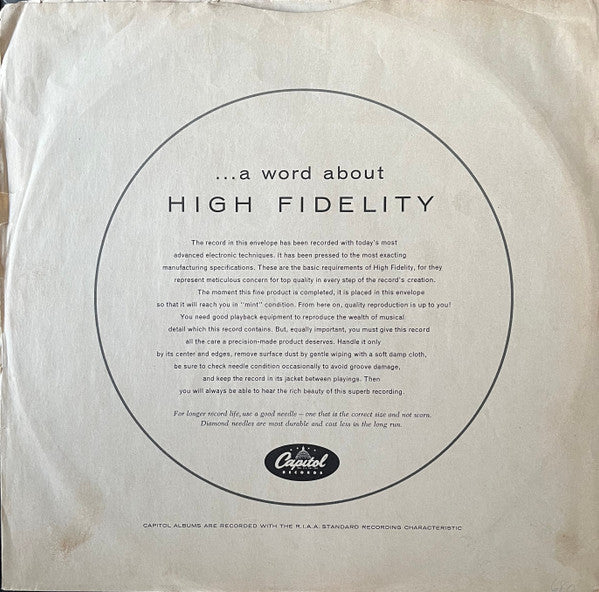 ...a word about
HIGH FIDELITY
The record in this envelope has been recorded with today's most
advanced electronic techniques. It has been pressed to the most exacting
manufacturing specifications. These are the basic requirements of High Fidelity, for they
represent meticulous concern for top quality in every step of the record's creation.
The moment this fine product is completed, it is placed in this envelope
so that it will reach you in "mint" condition. From here on, quality reproduction is up to you!
You need good playback equipment to reproduce the wealth of musical
detail which this record contains. But, equally important, you must give this record
all the care a precision-made product deserves. Handle it only
by its center and edges, remove surface dust by gentle wiping with a soft damp cloth,
be sure to check needle condition occasionally to avoid groove damage,
and keep the record in its jacket between playings. Then
you will always be able to hear the rich beauty of this superb recording.
For longer record life, use a good needle – one that is the correct size and not worn.
Diamond needles are most durable and cost less in the long run.
Capitol
RECORDS
CAPITOL ALBUMS ARE RECORDED WITH THE R.I.A.A. STANDARD RECORDING CHARACTERISTIC